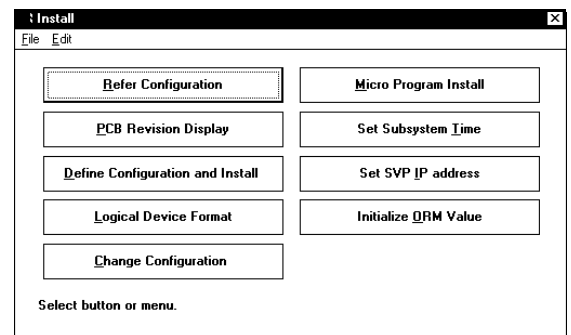 Install
File Edit
Refer Configuration
Micro Program Install
PCB Revision Display
Set Subsystem Time
Define Configuration and Install
Set SVP IP address
Logical Device Format
Initialize ORM Value
Change Configuration
Select button or menu.